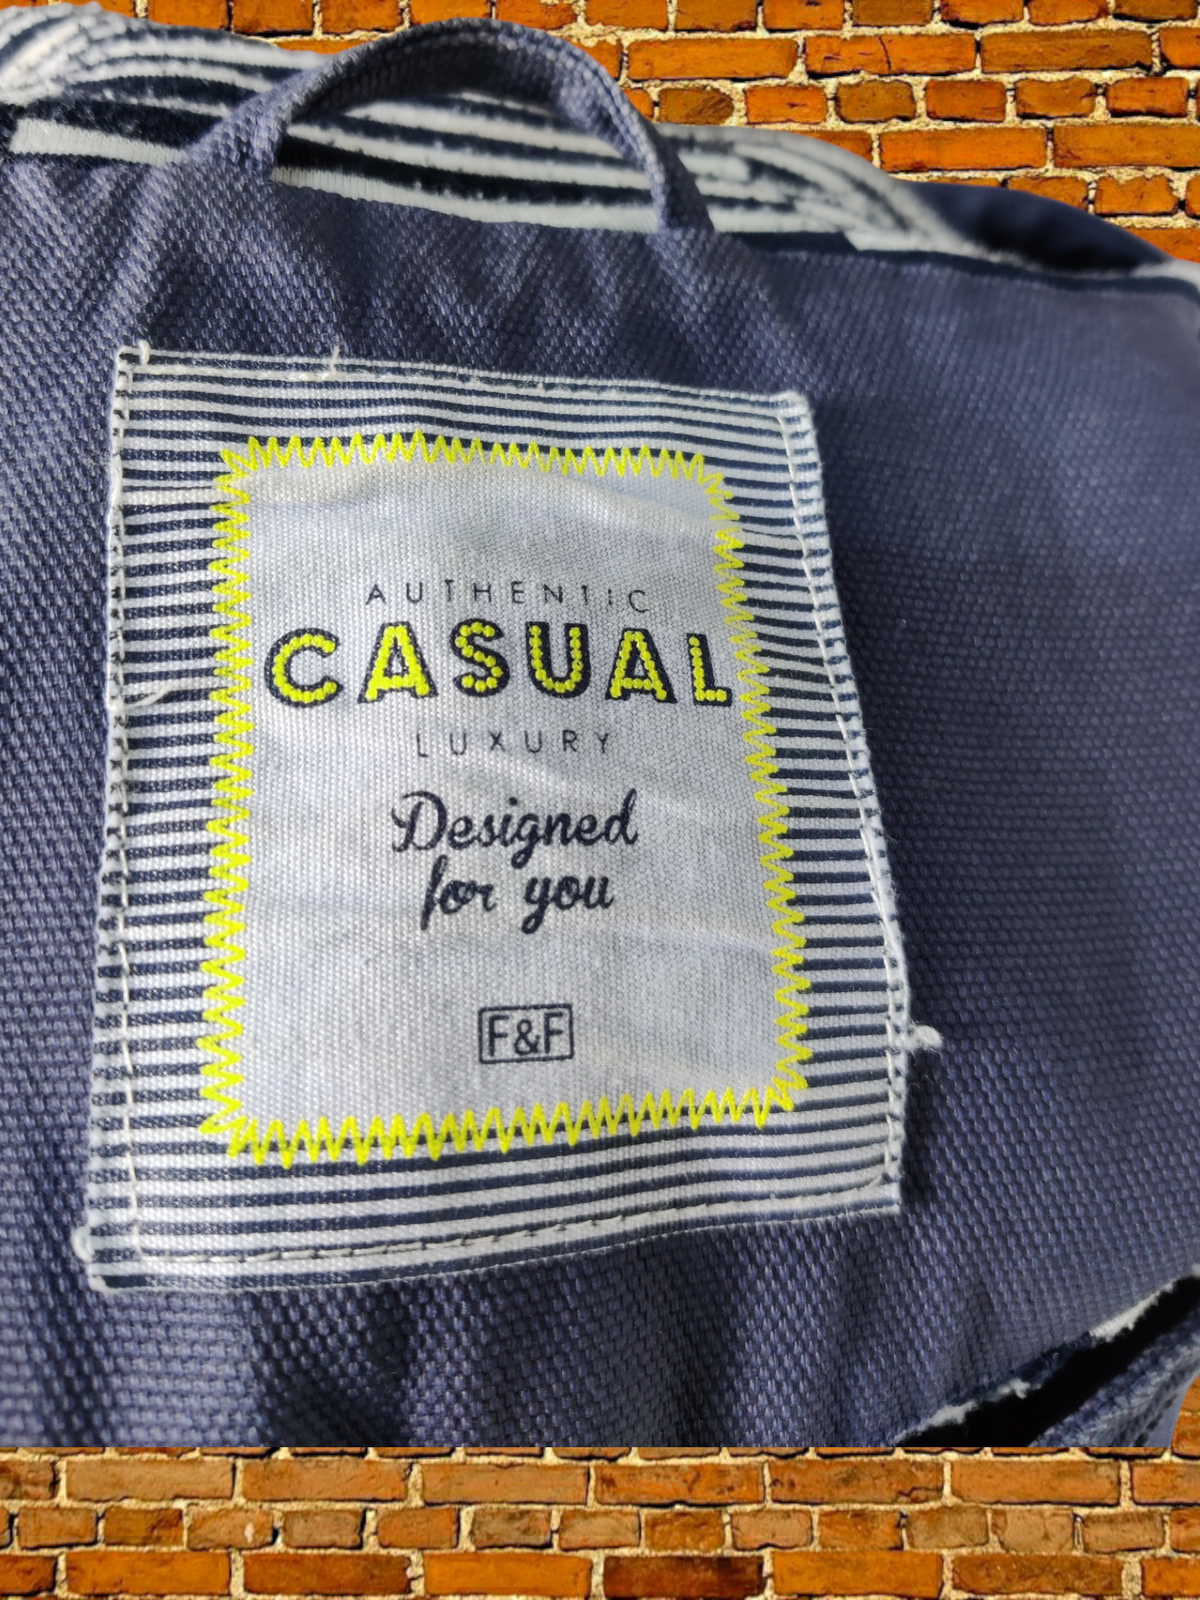 AUTHENTIC
CASUAL
LUXURY
Designed
for you
F&F